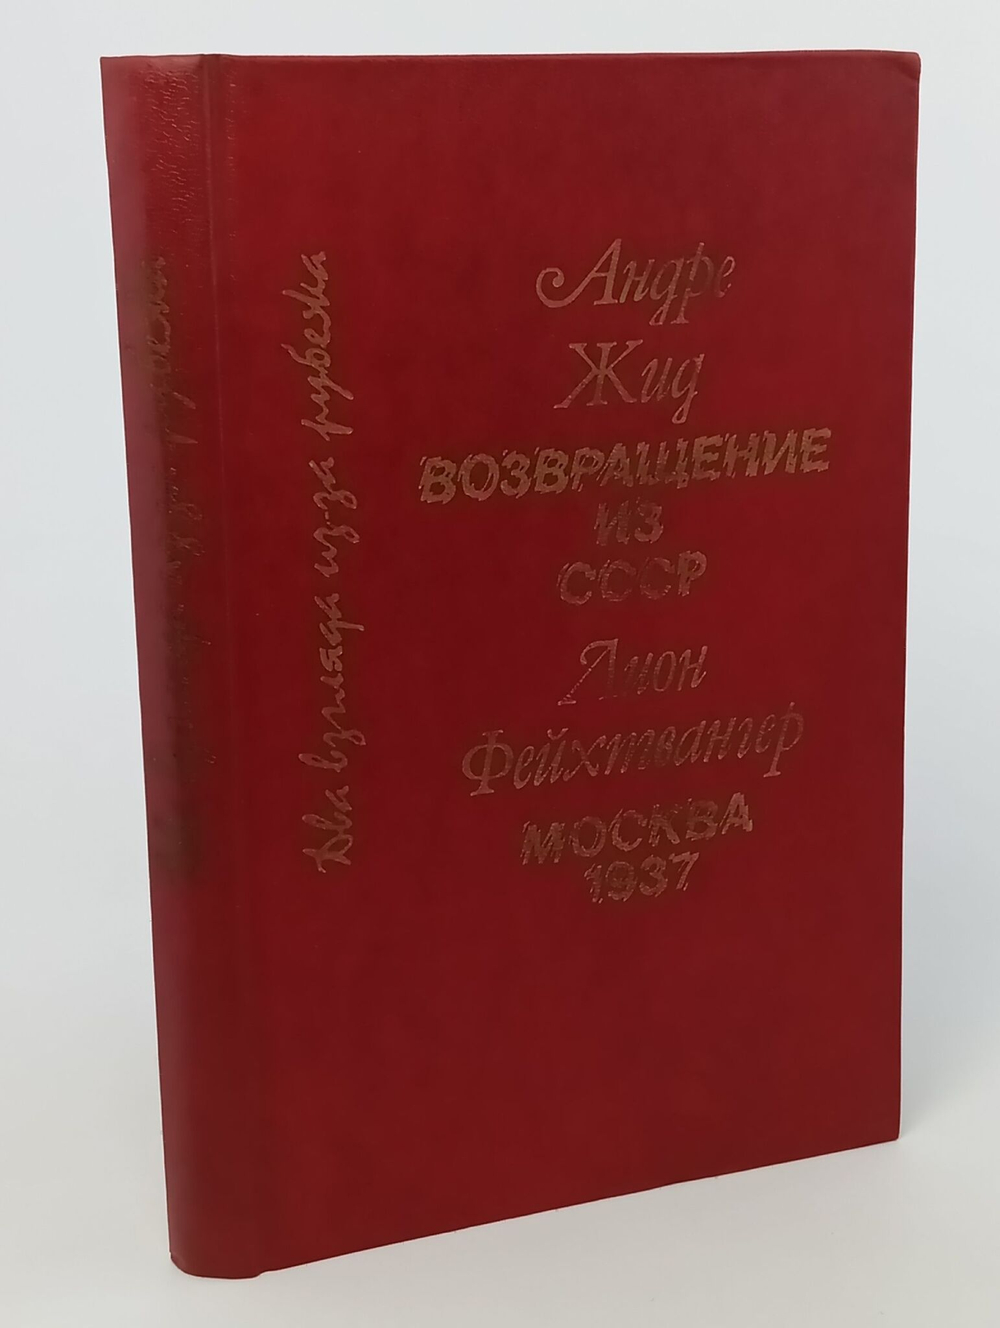 Два взгляда из-за рубежа
Андре
Жид
ВОЗВРАЩЕНИЕ
ИЗ
СССР
Лион
Фейхтвангер
МОСКВА
1937